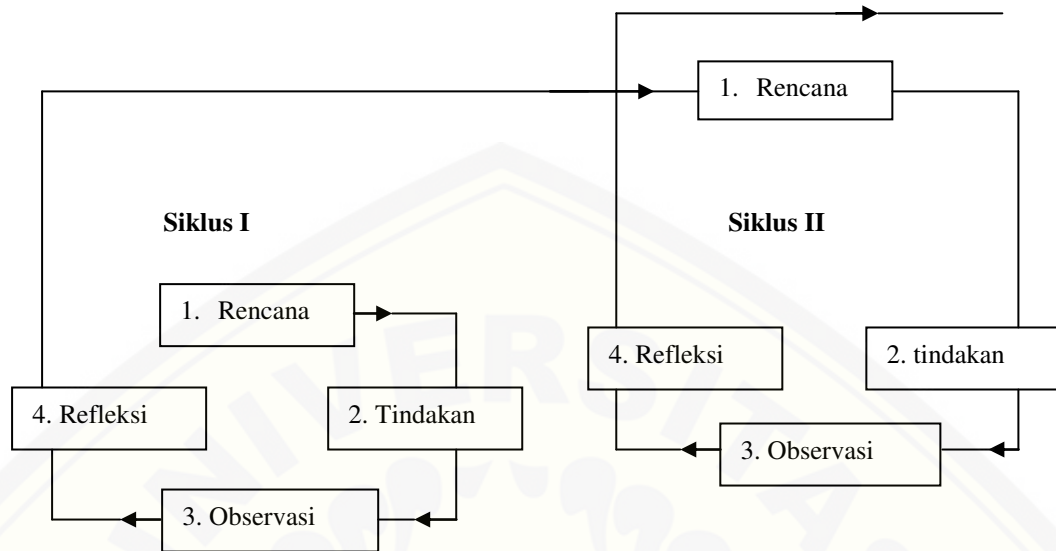 Siklus I
1. Rencana
2. Tindakan
3. Observasi
4. Refleksi
Siklus II
1. Rencana
2. tindakan
3. Observasi
4. Refleksi
UNIVERSITA